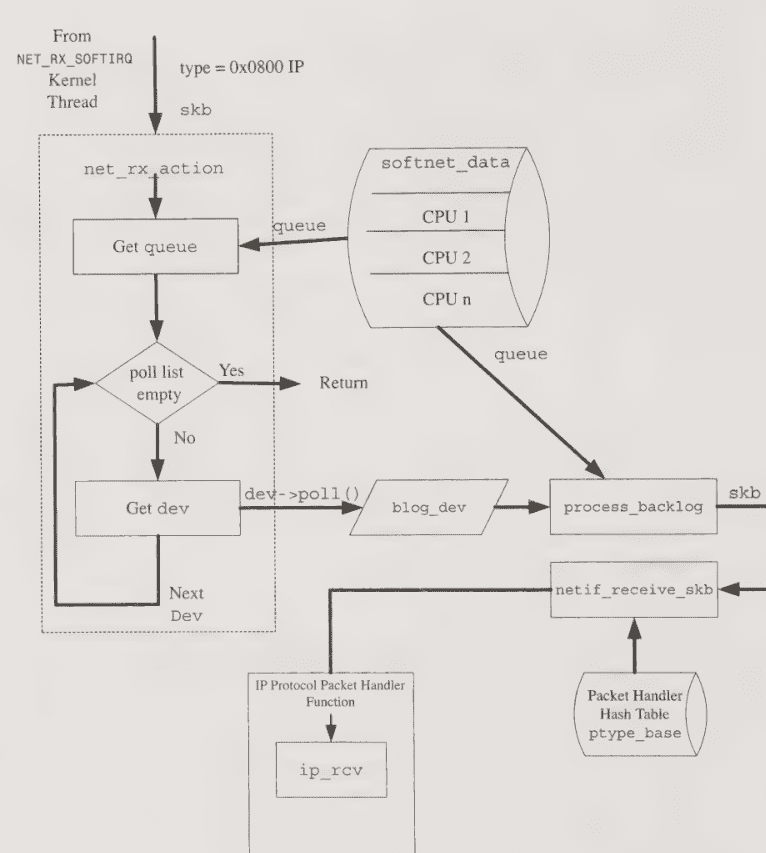 From
NET_RX_SOFTIRQ
Kernel
Thread
type = 0x0800 IP
skb
net_rx_action
softnet_data
CPU 1
CPU 2
CPU n
queue
Get queue
queue
poll list
empty
Yes
Return
No
Get dev
dev->poll()
blog_dev
process_backlog
skb
Next
Dev
netif_receive_skb
IP Protocol Packet Handler
Function
ip_rcv
Packet Handler
Hash Table
ptype_base